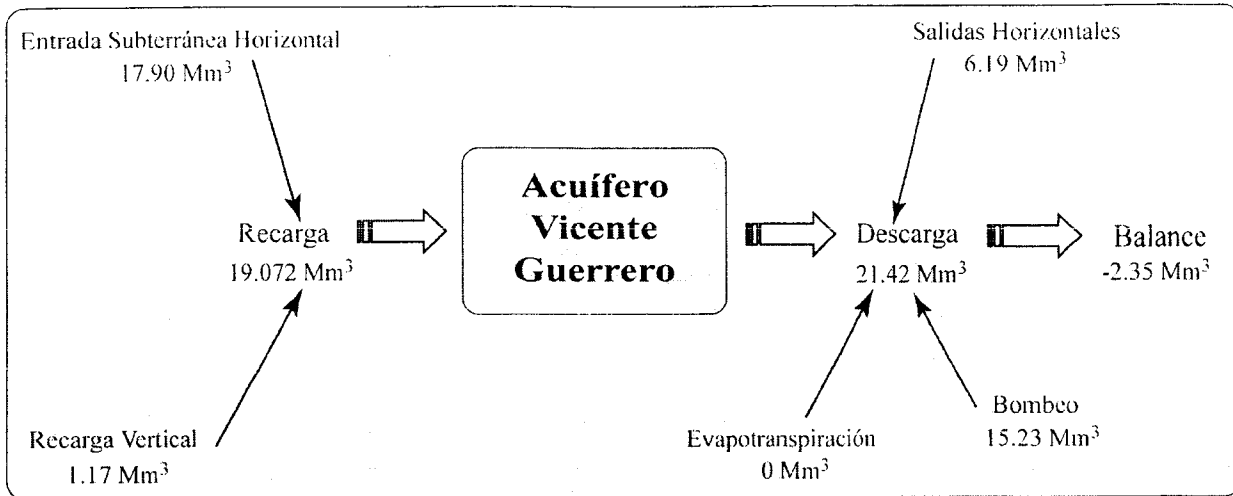 Entrada Subterránea Horizontal
17.90 Mm³
Salidas Horizontales
6.19 Mm³
Acuífero
Vicente
Guerrero
Recarga
19.072 Mm³
Descarga
21.42 Mm³
Balance
-2.35 Mm³
Recarga Vertical
1.17 Mm³
Evapotranspiración
0 Mm³
Bombeo
15.23 Mm³